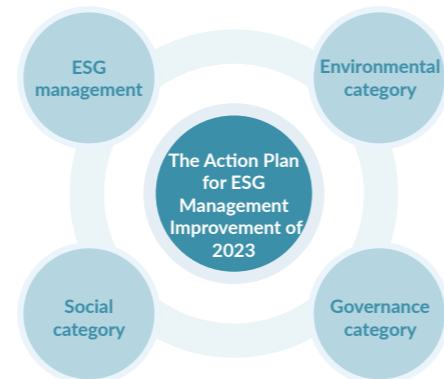 ESG
management
Environmental
category
The Action Plan
for ESG
Management
Improvement of
2023
Social
category
Governance
category